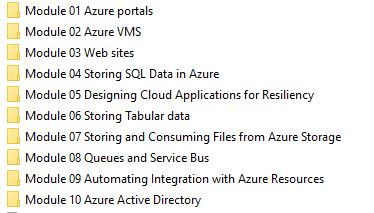 Module 01 Azure portals
Module 02 Azure VMS
Module 03 Web sites
Module 04 Storing SQL Data in Azure
Module 05 Designing Cloud Applications for Resiliency
Module 06 Storing Tabular data
Module 07 Storing and Consuming Files from Azure Storage
Module 08 Queues and Service Bus
Module 09 Automating Integration with Azure Resources
Module 10 Azure Active Directory